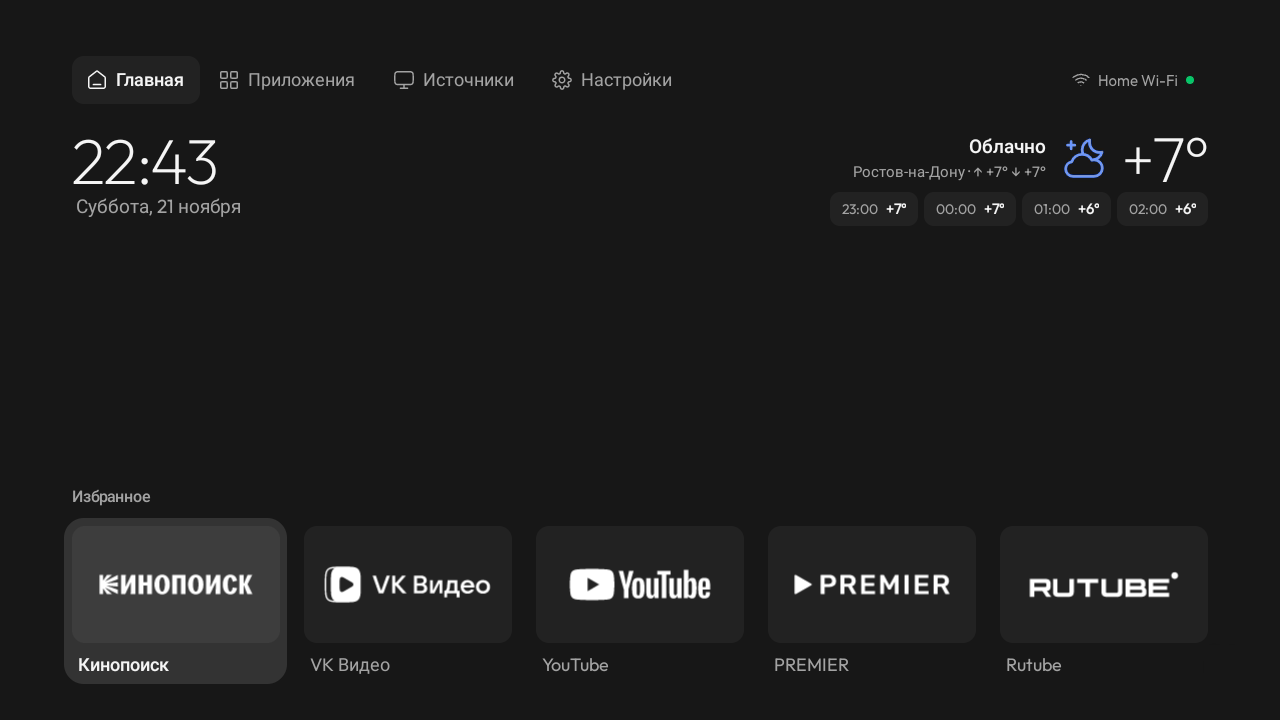 Главная Приложения Источники Настройки Home Wi-Fi
22:43
Суббота, 21 ноября
Облачно
Ростов-на-Дону · ↑ +7° ↓ +7°
+7°
23:00 +7° 00:00 +7° 01:00 +6° 02:00 +6°
Избранное
КИНОПОИСК VK Видео YouTube PREMIER RUTUBE
Кинопоиск VK Видео YouTube PREMIER Rutube